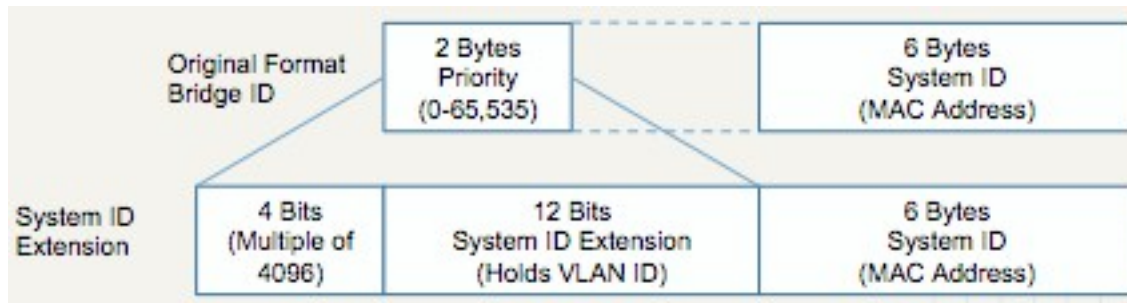 Original Format
Bridge ID
2 Bytes
Priority
(0-65,535)
6 Bytes
System ID
(MAC Address)
System ID
Extension
4 Bits
(Multiple of
4096)
12 Bits
System ID Extension
(Holds VLAN ID)
6 Bytes
System ID
(MAC Address)